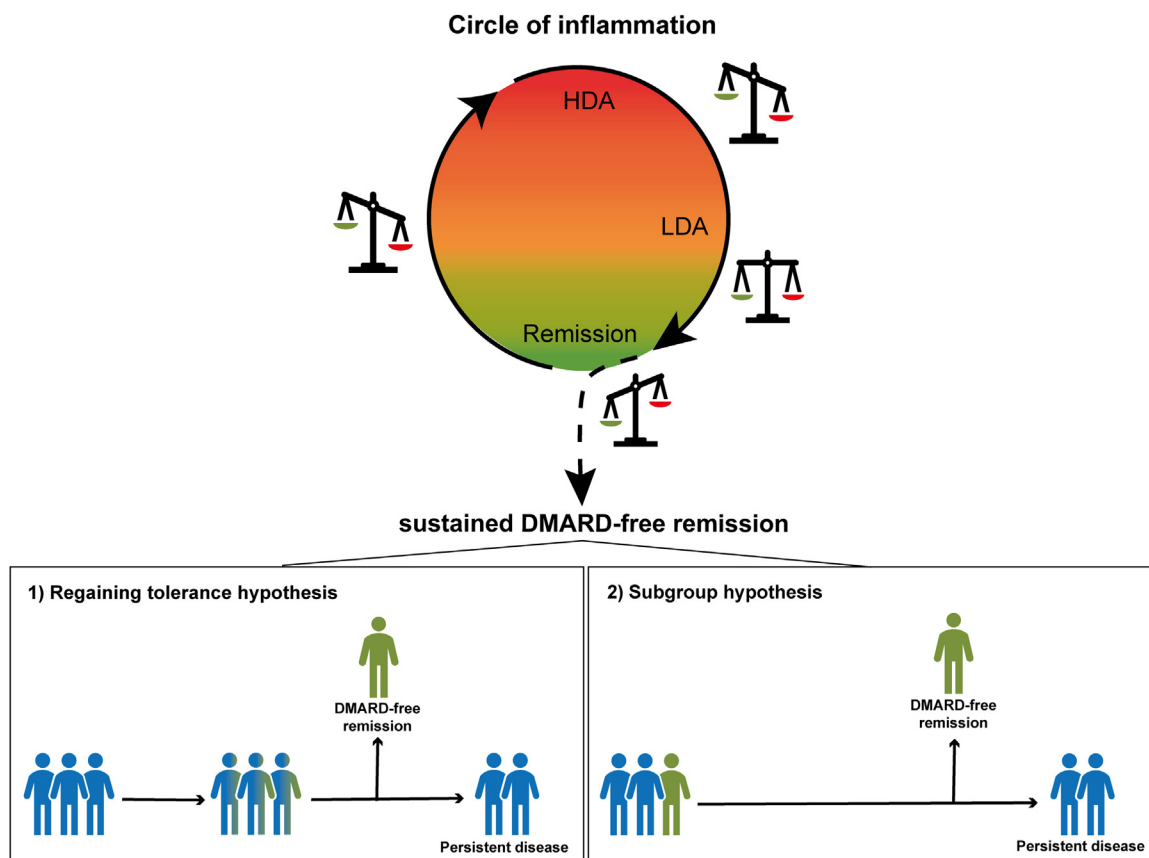 Circle of inflammation
HDA
LDA
Remission
sustained DMARD-free remission
1) Regaining tolerance hypothesis
DMARD-free
remission
Persistent disease
2) Subgroup hypothesis
DMARD-free
remission
Persistent disease